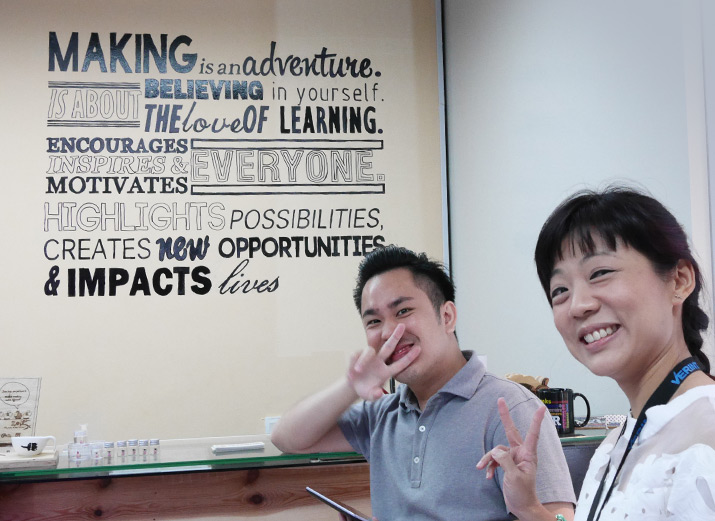 MAKING is an adventure.
IS ABOUT BELIEVING in yourself.
THE love OF LEARNING.
ENCOURAGES
INSPIRES &
MOTIVATES
EVERYONE.
HIGHLIGHTS POSSIBILITIES,
CREATES new OPPORTUNITIES
& IMPACTS lives